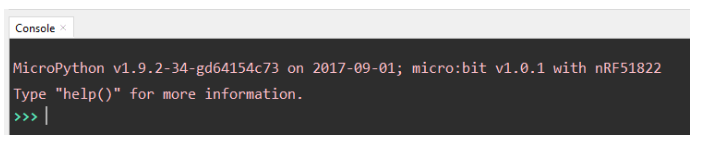 Console ×
MicroPython v1.9.2-34-gd64154c73 on 2017-09-01; micro:bit v1.0.1 with nRF51822
Type "help()" for more information.
>>>